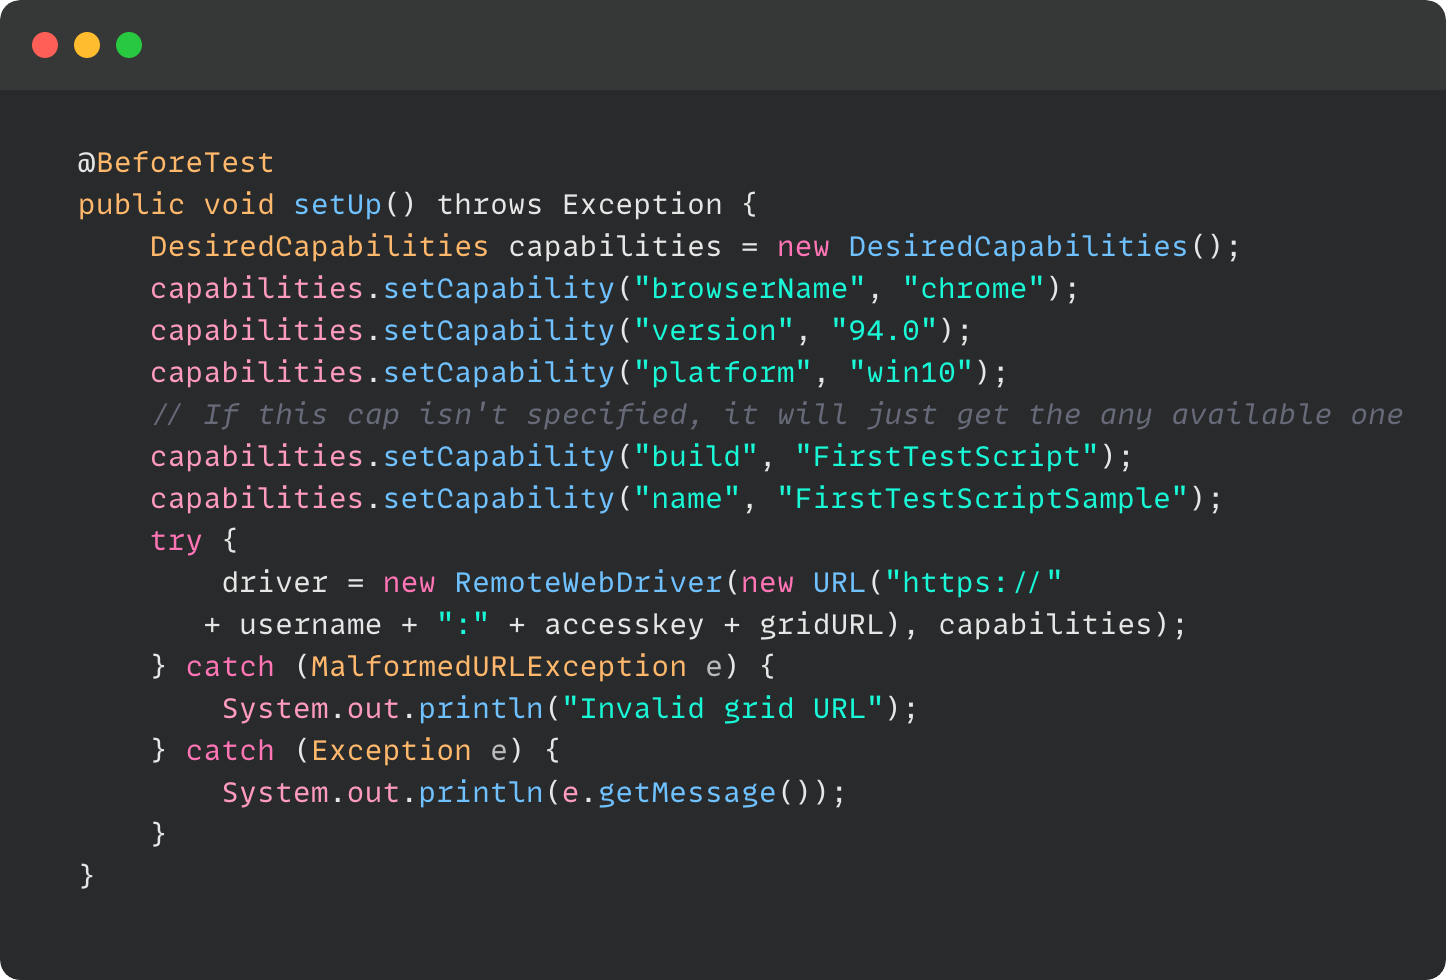 @BeforeTest
public void setUp() throws Exception {
    DesiredCapabilities capabilities = new DesiredCapabilities();
    capabilities.setCapability("browserName", "chrome");
    capabilities.setCapability("version", "94.0");
    capabilities.setCapability("platform", "win10");
    // If this cap isn't specified, it will just get the any available one
    capabilities.setCapability("build", "FirstTestScript");
    capabilities.setCapability("name", "FirstTestScriptSample");
    try {
        driver = new RemoteWebDriver(new URL("https://"
       + username + ":" + accesskey + gridURL), capabilities);
    } catch (MalformedURLException e) {
        System.out.println("Invalid grid URL");
    } catch (Exception e) {
        System.out.println(e.getMessage());
    }
}